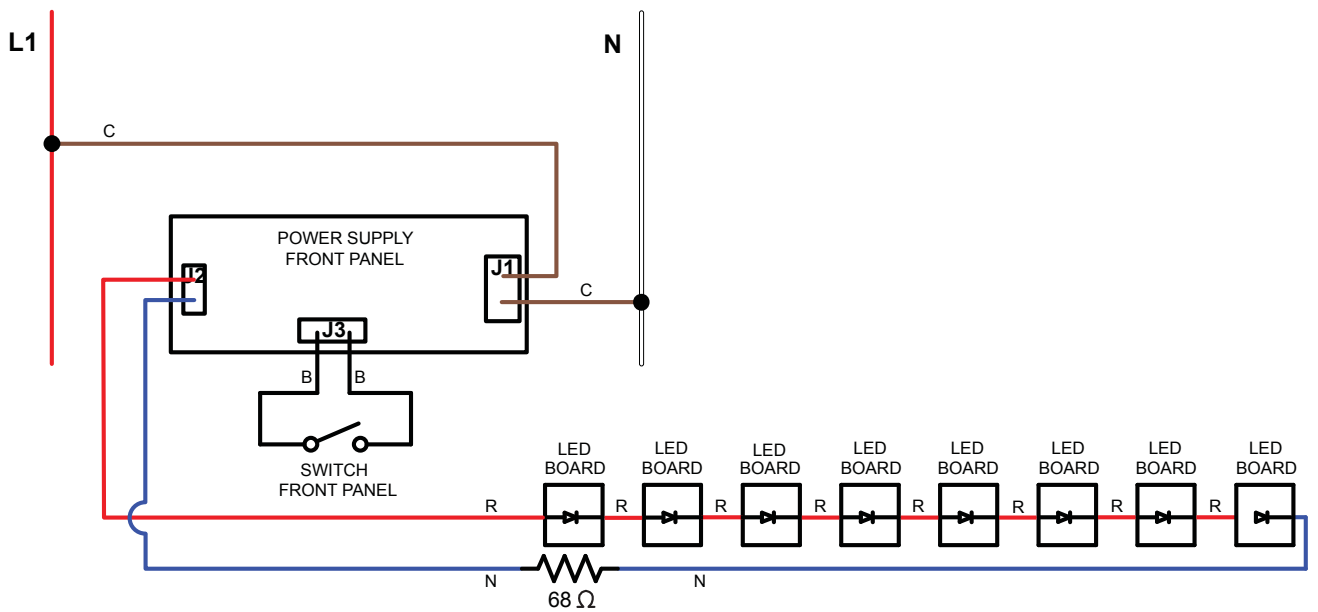 L1
N
C
POWER SUPPLY
FRONT PANEL
J2
J1
C
J3
B
B
SWITCH
FRONT PANEL
LED
BOARD
LED
BOARD
LED
BOARD
LED
BOARD
LED
BOARD
LED
BOARD
LED
BOARD
LED
BOARD
R
R
R
R
R
R
R
R
N
N
68 Ω